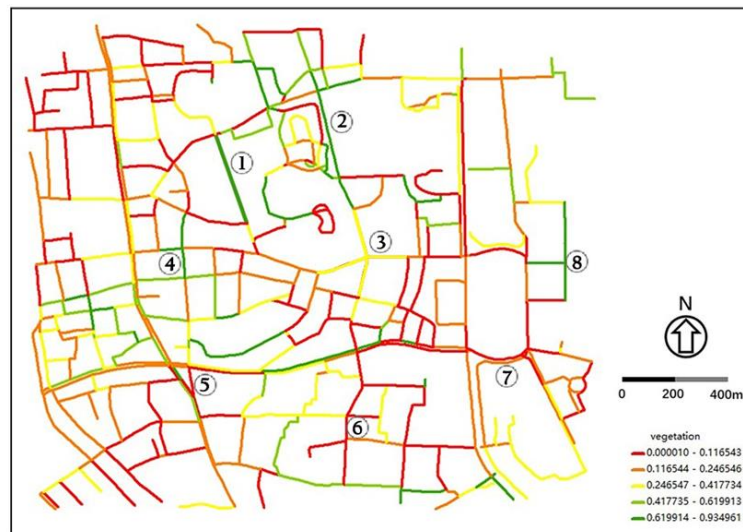 ②
①
③
④
⑧
N
⑤
⑦
0 200 400m
⑥
vegetation
0.000010 - 0.116543
0.116544 - 0.246546
0.246547 - 0.417734
0.417735 - 0.619913
0.619914 - 0.934961